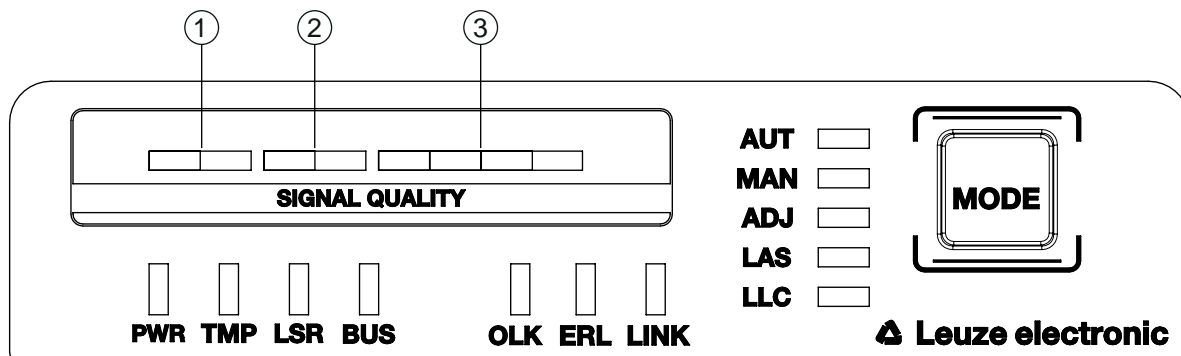 1 2 3
SIGNAL QUALITY
AUT
MAN
ADJ
LAS
LLC
MODE
PWR TMP LSR BUS OLK ERL LINK
Leuze electronic